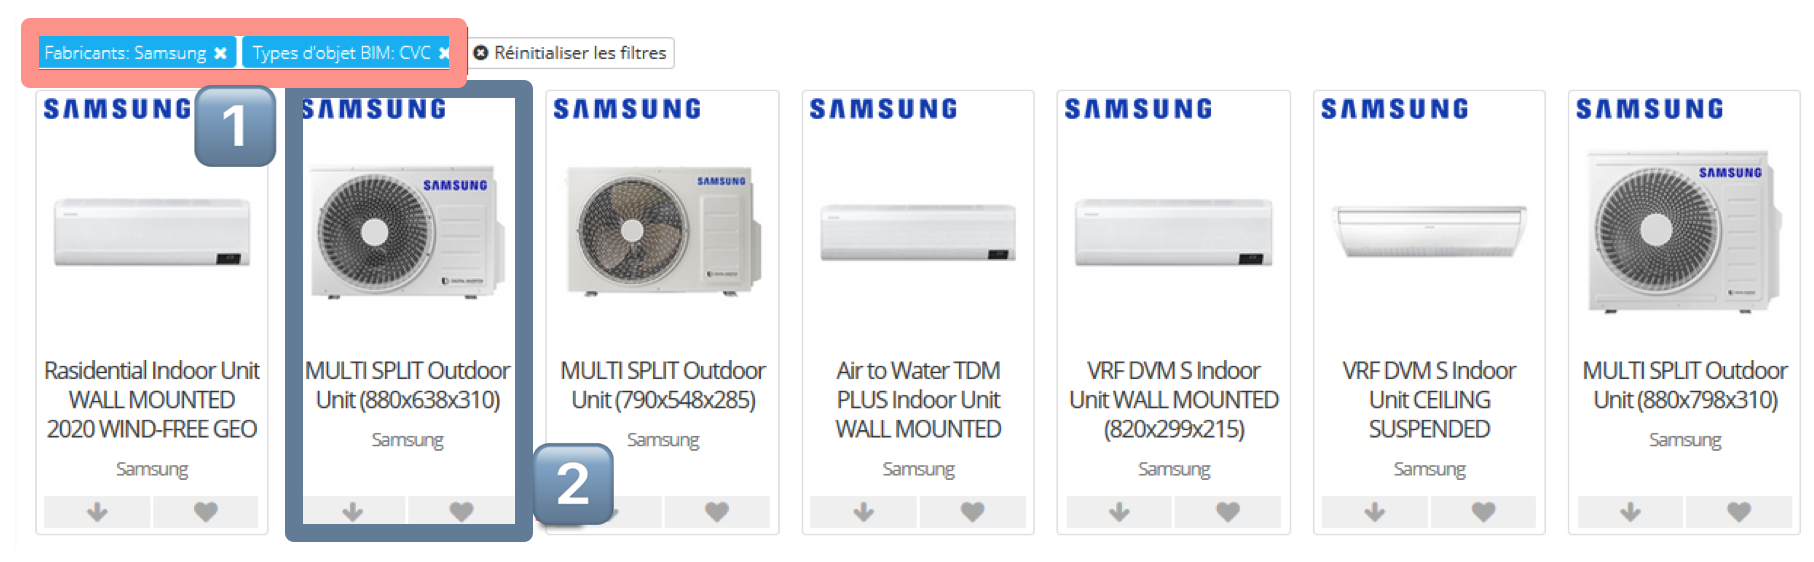 Fabricants: Samsung ✖ Types d'objet BIM: CVC ✖ Réinitialiser les filtres
1
SAMSUNG
Rasidential Indoor Unit
WALL MOUNTED
2020 WIND-FREE GEO
Samsung
SAMSUNG
SAMSUNG
DIGITAL INVERTER
MULTI SPLIT Outdoor
Unit (880x638x310)
Samsung
2
SAMSUNG
SAMSUNG
MULTI SPLIT Outdoor
Unit (790x548x285)
Samsung
SAMSUNG
Air to Water TDM
PLUS Indoor Unit
WALL MOUNTED
Samsung
SAMSUNG
VRF DVM S Indoor
Unit WALL MOUNTED
(820x299x215)
Samsung
SAMSUNG
VRF DVM S Indoor
Unit CEILING
SUSPENDED
Samsung
SAMSUNG
SAMSUNG
MULTI SPLIT Outdoor
Unit (880x798x310)
Samsung